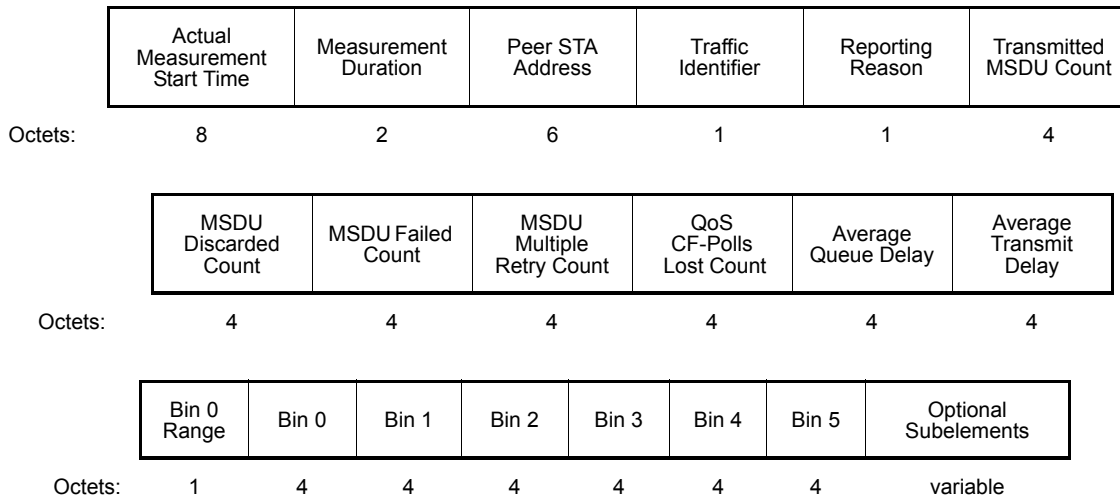 Actual Measurement Start Time
Measurement Duration
Peer STA Address
Traffic Identifier
Reporting Reason
Transmitted MSDU Count
Octets: 8 2 6 1 1 4
MSDU Discarded Count
MSDU Failed Count
MSDU Multiple Retry Count
QoS CF-Polls Lost Count
Average Queue Delay
Average Transmit Delay
Octets: 4 4 4 4 4 4
Bin 0 Range
Bin 0
Bin 1
Bin 2
Bin 3
Bin 4
Bin 5
Optional Subelements
Octets: 1 4 4 4 4 4 4 variable